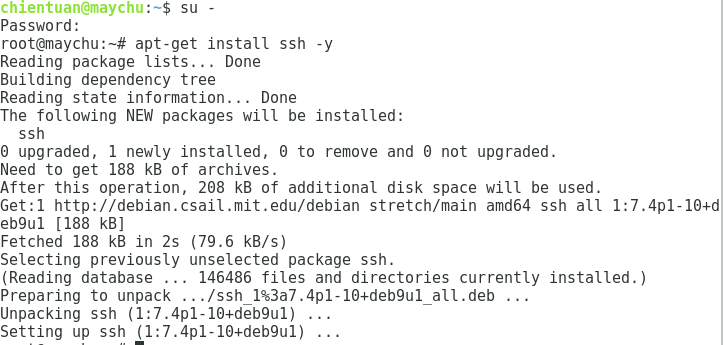 chientuan@maychu:~$ su -
Password:
root@maychu:~# apt-get install ssh -y
Reading package lists... Done
Building dependency tree
Reading state information... Done
The following NEW packages will be installed:
  ssh
0 upgraded, 1 newly installed, 0 to remove and 0 not upgraded.
Need to get 188 kB of archives.
After this operation, 208 kB of additional disk space will be used.
Get:1 http://debian.csail.mit.edu/debian stretch/main amd64 ssh all 1:7.4p1-10+d
eb9u1 [188 kB]
Fetched 188 kB in 2s (79.6 kB/s)
Selecting previously unselected package ssh.
(Reading database ... 146486 files and directories currently installed.)
Preparing to unpack .../ssh_1%3a7.4p1-10+deb9u1_all.deb ...
Unpacking ssh (1:7.4p1-10+deb9u1) ...
Setting up ssh (1:7.4p1-10+deb9u1) ...